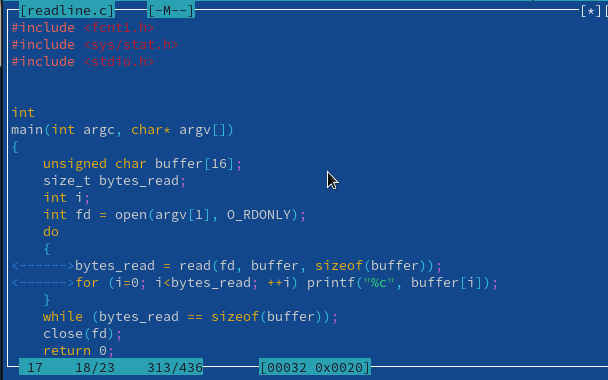 [readline.c] [-M--] [*][
#include <fcntl.h>
#include <sys/stat.h>
#include <stdio.h>
int
main(int argc, char* argv[])
{
unsigned char buffer[16];
size_t bytes_read;
int i;
int fd = open(argv[1], O_RDONLY);
do
{
<------>bytes_read = read(fd, buffer, sizeof(buffer));
<------>for (i=0; i<bytes_read; ++i) printf("%c", buffer[i]);
}
while (bytes_read == sizeof(buffer));
close(fd);
return 0;
17 18/23 313/436 [00032 0x0020]